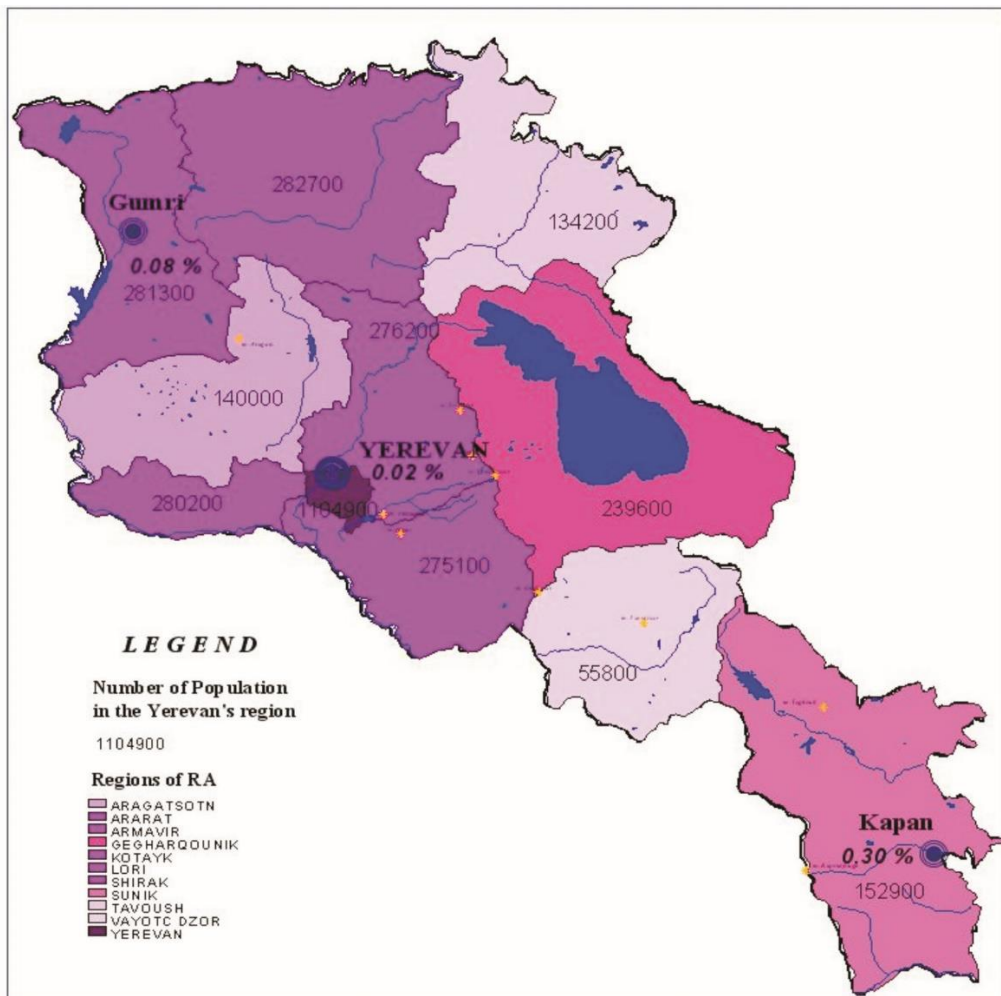 282700
Gumri
134200
0.08 %
281300
276200
140000
YEREVAN
0.02 %
280200
1104900
239600
275100
LEGEND
55800
Number of Population
in the Yerevan's region
1104900
Regions of RA
ARAGATSOTN
ARARAT
ARMAVIR
GEGHARQOUNIK
KOTAYK
LORI
SHIRAK
SUNIK
TAVOUSH
VAYOTC DZOR
YEREVAN
Kapan
0.30 %
152900